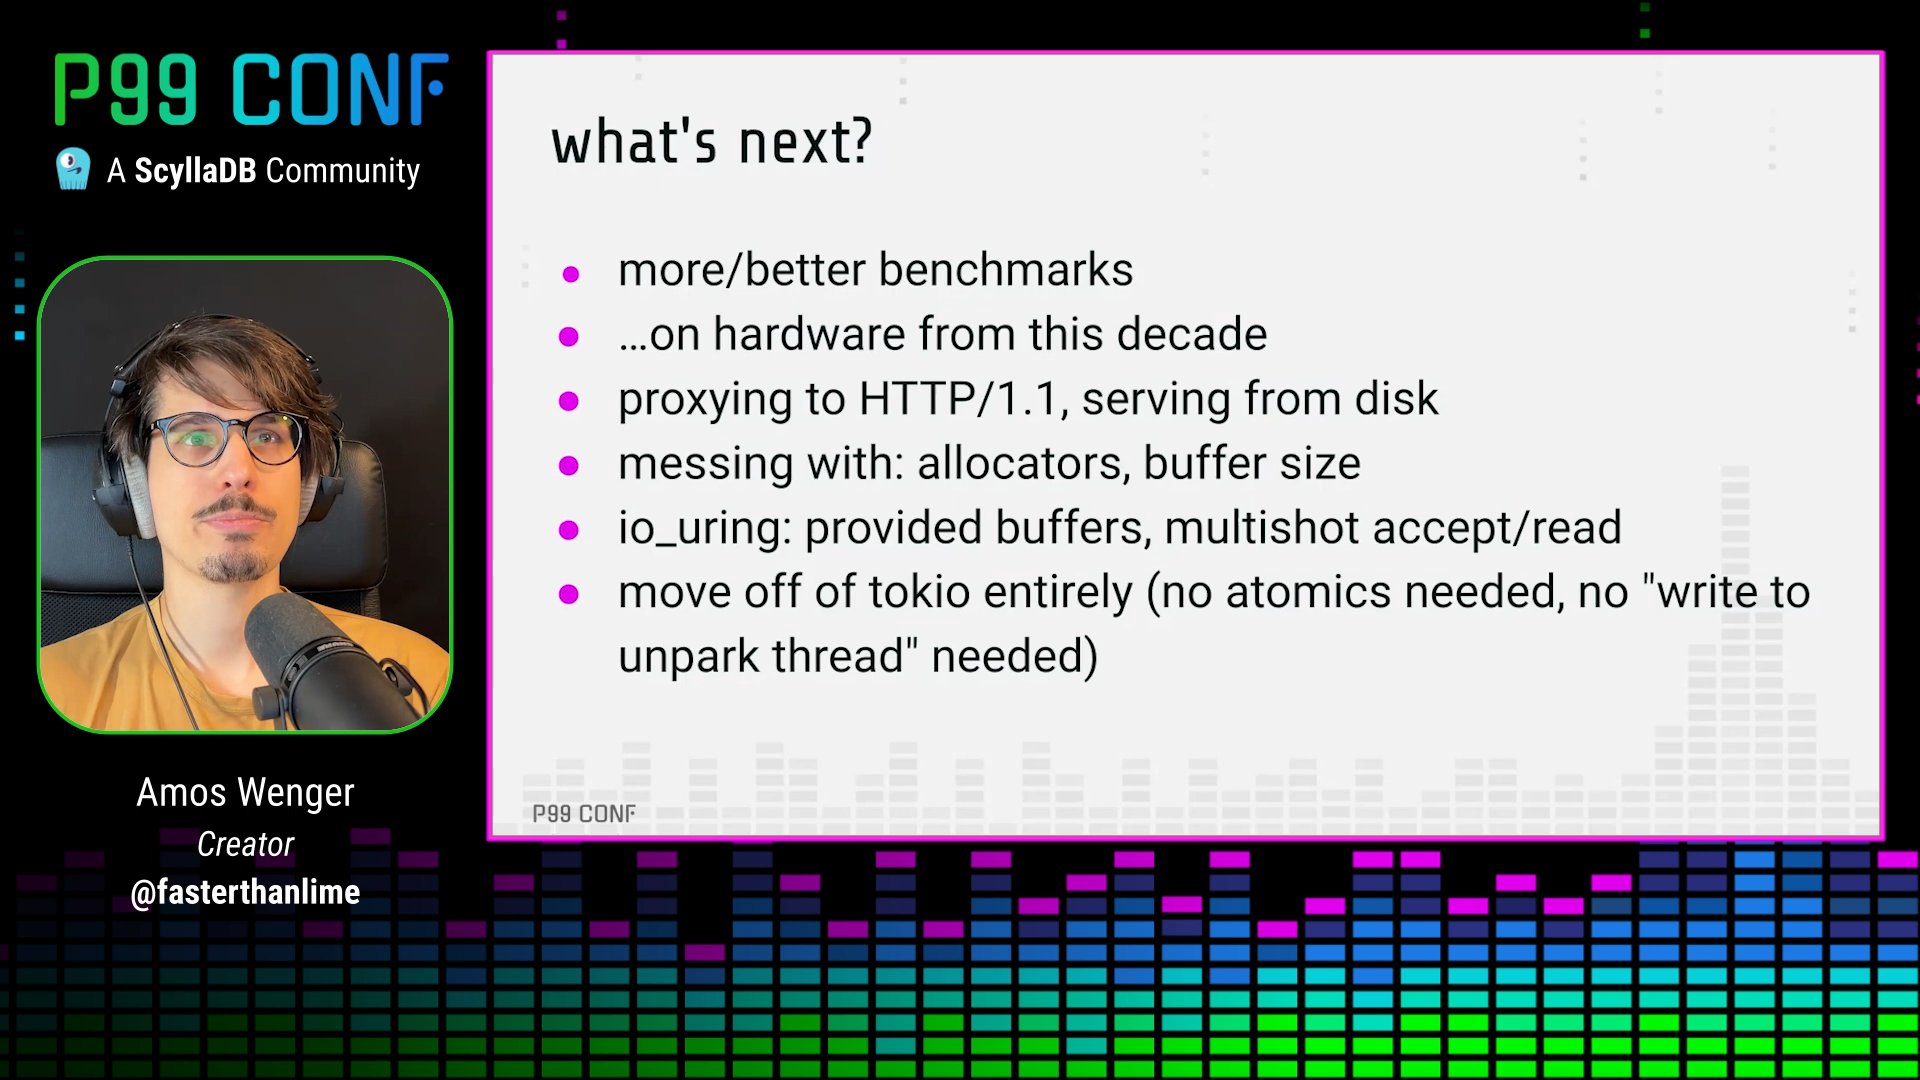 P99 CONF
A ScyllaDB Community
Amos Wenger
Creator
@fasterthanlime
what's next?
more/better benchmarks
...on hardware from this decade
proxying to HTTP/1.1, serving from disk
messing with: allocators, buffer size
io_uring: provided buffers, multishot accept/read
move off of tokio entirely (no atomics needed, no "write to
unpark thread" needed)
P99 CONF